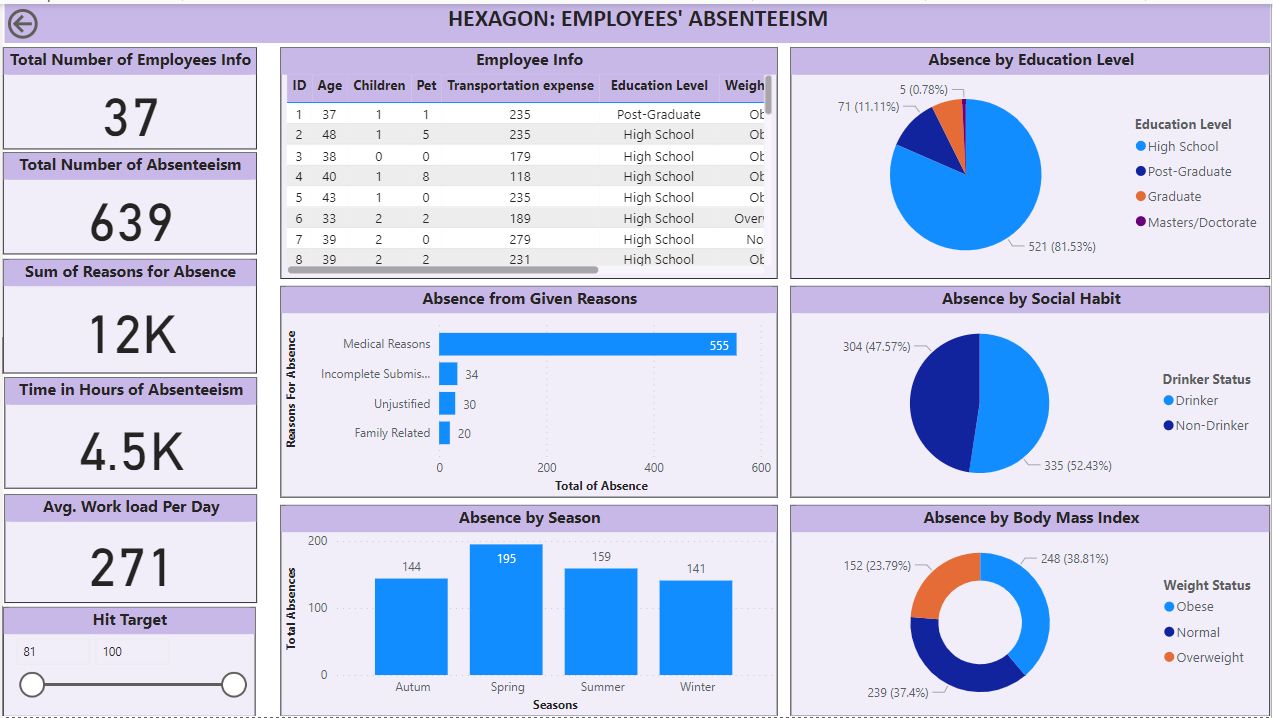 HEXAGON: EMPLOYEES' ABSENTEEISM
Total Number of Employees Info
37
Total Number of Absenteeism
639
Sum of Reasons for Absence
12K
Time in Hours of Absenteeism
4.5K
Avg. Work load Per Day
271
Hit Target
81 100
Employee Info
ID Age Children Pet Transportation expense Education Level Weigh
1 37 1 1 235 Post-Graduate Ob
2 48 1 5 235 High School Ob
3 38 0 0 179 High School Ob
4 40 1 8 118 High School Ob
5 43 1 0 235 High School Ob
6 33 2 2 189 High School Over
7 39 2 0 279 High School No
8 39 2 2 231 High School Ob
Absence from Given Reasons
Reasons For Absence
Medical Reasons 555
Incomplete Submis... 34
Unjustified 30
Family Related 20
0 200 400 600
Total of Absence
Absence by Season
Total Absences
200
100
0
144 195 159 141
Autum Spring Summer Winter
Seasons
Absence by Education Level
5 (0.78%)
71 (11.11%)
521 (81.53%)
Education Level
High School
Post-Graduate
Graduate
Masters/Doctorate
Absence by Social Habit
304 (47.57%)
335 (52.43%)
Drinker Status
Drinker
Non-Drinker
Absence by Body Mass Index
152 (23.79%)
248 (38.81%)
239 (37.4%)
Weight Status
Obese
Normal
Overweight